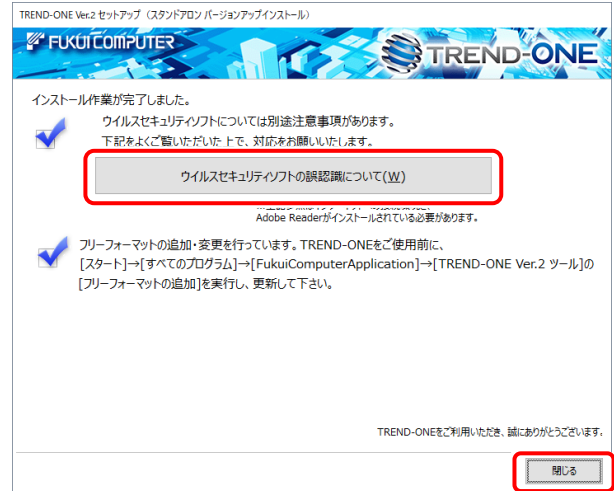 TREND-ONE Ver.2 セットアップ（スタンドアロン バージョンアップインストール）
FUKUI COMPUTER
TREND-ONE
インストール作業が完了しました。
ウイルスセキュリティソフトについては別途注意事項があります。
下記をよくご覧いただいた上で、対応をお願いいたします。
ウイルスセキュリティソフトの誤認識について(W)
Adobe Readerがインストールされている必要があります。
フリーフォーマットの追加・変更を行っています。TREND-ONEをご使用前に、
[スタート]→[すべてのプログラム]→[FukuiComputerApplication]→[TREND-ONE Ver.2 ツール]の
[フリーフォーマットの追加]を実行し、更新して下さい。
TREND-ONEをご利用いただき、誠にありがとうございます。
閉じる